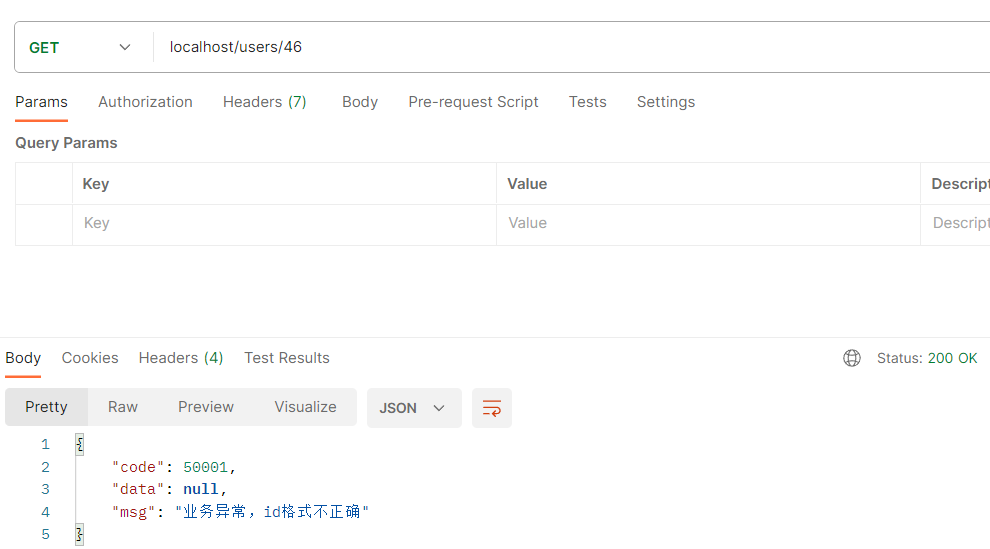 GET localhost/users/46
Params Authorization Headers (7) Body Pre-request Script Tests Settings
Query Params
Key Value Descript
Key Value Descript
Body Cookies Headers (4) Test Results Status: 200 OK
Pretty Raw Preview Visualize JSON
1 {
2 "code": 50001,
3 "data": null,
4 "msg": "业务异常，id格式不正确"
5 }